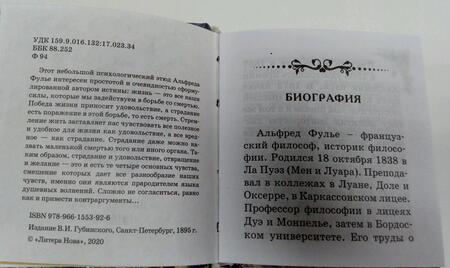 УДК 159.9.016.132:17.023.34
ББК 88.252
Ф 94
Этот небольшой психологический этюд Альфреда
Фулье интересен простотой и очевидностью сформу-
лированной автором истины: жизнь — это все наши
силы, которые мы задействуем в борьбе со смертью.
Победа жизни приносит удовольствие, а страдание
есть поражение в этой борьбе, то есть смерть. Стрем-
ление жить заставляет нас чувствовать все полезное
и удобное для жизни как удовольствие, а все вред-
ное — как страдание. Страдание даже можно на-
звать маленькой смертью того или иного органа. Та-
ким образом, страдание и удовольствие, отвращение
и желание — это и есть те четыре основных чувства,
смешение которых дает все разнообразие наших
чувств, именно они являются прародителем языка
душевных волнений. Сложно не согласиться, равно
как и привести контраргументы...
ISBN 978-966-1553-92-6
Издание В.И. Губинского, Санкт-Петербург, 1895 г.
© «Литера Нова», 2020
БИОГРАФИЯ
Альфред Фулье – француз-
ский философ, историк филосо-
фии. Родился 18 октября 1838 в
Ла Пуэз (Мен и Луара). Препода-
вал в коллежах в Луане, Доле и
Оксерре, в Каркассонском лицее.
Профессор философии в лицеях
Дуэ и Монпелье, затем в Бордос-
ком университете. Его труды о